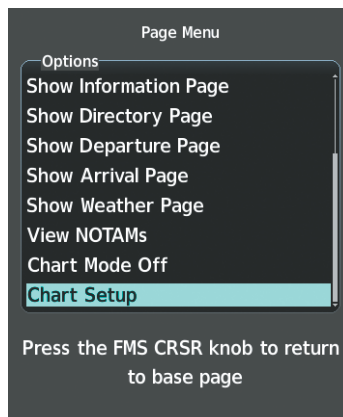 Page Menu
Options
Show Information Page
Show Directory Page
Show Departure Page
Show Arrival Page
Show Weather Page
View NOTAMs
Chart Mode Off
Chart Setup
Press the FMS CRSR knob to return
to base page